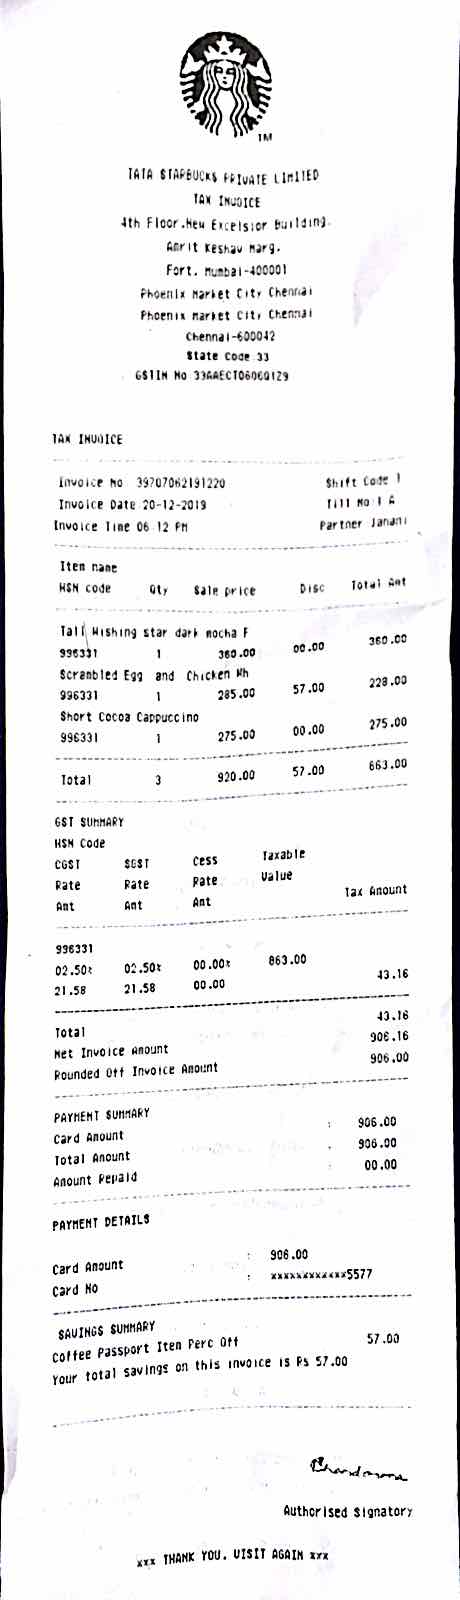 TM
TATA STARBUCKS PRIVATE LIMITED
TAX INVOICE
4th Floor.New Excelsior Building.
Amrit Keshav Marg.
Fort. Mumbai-400001
Phoenix Market City Chennai
Phoenix Market City Chennai
Chennai-600042
State Code 33
GSTIN No 33AAECT0606Q1Z9
TAX INVOICE
Invoice No 39707062191220 Shift Code 1
Invoice Date 20-12-2019 Till No 1 A
Invoice Time 06 12 PM Partner Janani
Item name
HSN code Qty Sale price Disc Total Amt
Tall Wishing star dark mocha F
996331 1 360.00 00.00 360.00
Scrambled Egg and Chicken Wh
996331 1 285.00 57.00 228.00
Short Cocoa Cappuccino
996331 1 275.00 00.00 275.00
Total 3 920.00 57.00 863.00
GST SUMMARY
HSN Code
CGST SGST Cess Taxable
Rate Rate Rate Value
Amt Amt Amt Tax Amount
996331
02.50% 02.50% 00.00% 863.00
21.58 21.58 00.00 43.16
Total 43.16
Net Invoice Amount 906.16
Rounded Off Invoice Amount 906.00
PAYMENT SUMMARY
Card Amount : 906.00
Total Amount : 906.00
Amount Repaid : 00.00
PAYMENT DETAILS
Card Amount : 906.00
Card No : xxxxxxxxxxxx5577
SAVINGS SUMMARY
Coffee Passport Item Perc Off 57.00
Your total savings on this invoice is Rs 57.00
Authorised Signatory
xxx THANK YOU. VISIT AGAIN xxx